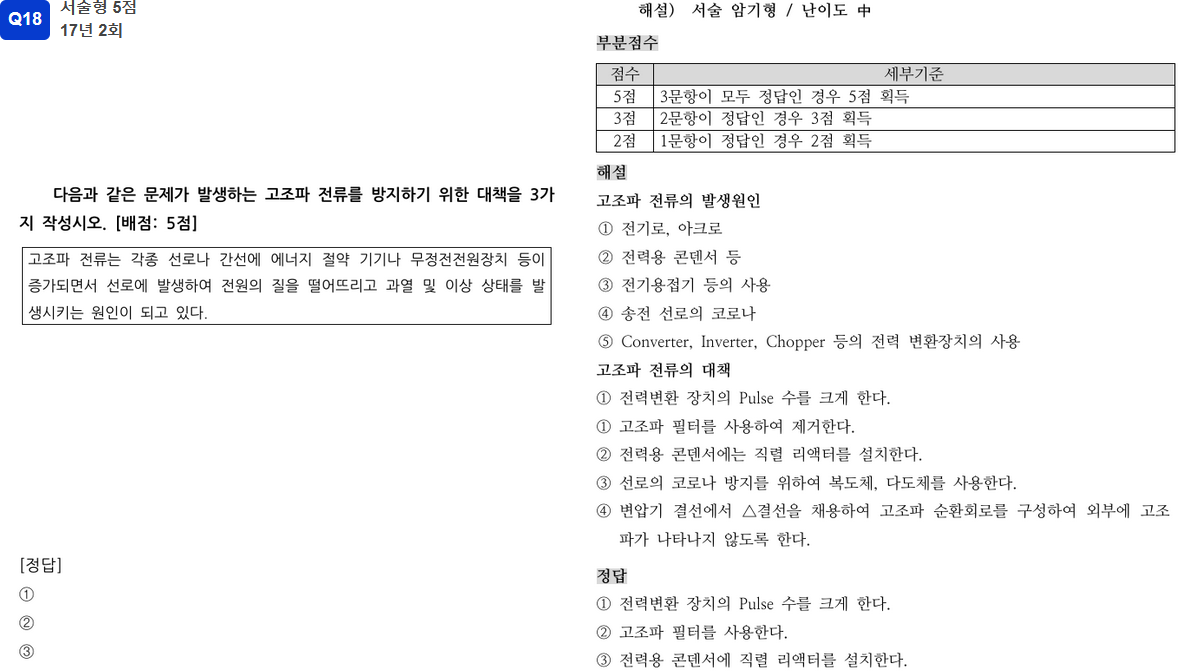 Q18
서술형 5점
17년 2회
다음과 같은 문제가 발생하는 고조파 전류를 방지하기 위한 대책을 3가
지 작성시오. [배점: 5점]
고조파 전류는 각종 선로나 간선에 에너지 절약 기기나 무정전전원장치 등이
증가되면서 선로에 발생하여 전원의 질을 떨어뜨리고 과열 및 이상 상태를 발
생시키는 원인이 되고 있다.
[정답]
①
②
③
해설) 서술 암기형 / 난이도 中
부분점수
점수 세부기준
5점 3문항이 모두 정답인 경우 5점 획득
3점 2문항이 정답인 경우 3점 획득
2점 1문항이 정답인 경우 2점 획득
해설
고조파 전류의 발생원인
① 전기로, 아크로
② 전력용 콘덴서 등
③ 전기용접기 등의 사용
④ 송전 선로의 코로나
⑤ Converter, Inverter, Chopper 등의 전력 변환장치의 사용
고조파 전류의 대책
① 전력변환 장치의 Pulse 수를 크게 한다.
① 고조파 필터를 사용하여 제거한다.
② 전력용 콘덴서에는 직렬 리액터를 설치한다.
③ 선로의 코로나 방지를 위하여 복도체, 다도체를 사용한다.
④ 변압기 결선에서 △결선을 채용하여 고조파 순환회로를 구성하여 외부에 고조
파가 나타나지 않도록 한다.
정답
① 전력변환 장치의 Pulse 수를 크게 한다.
② 고조파 필터를 사용한다.
③ 전력용 콘덴서에 직렬 리액터를 설치한다.